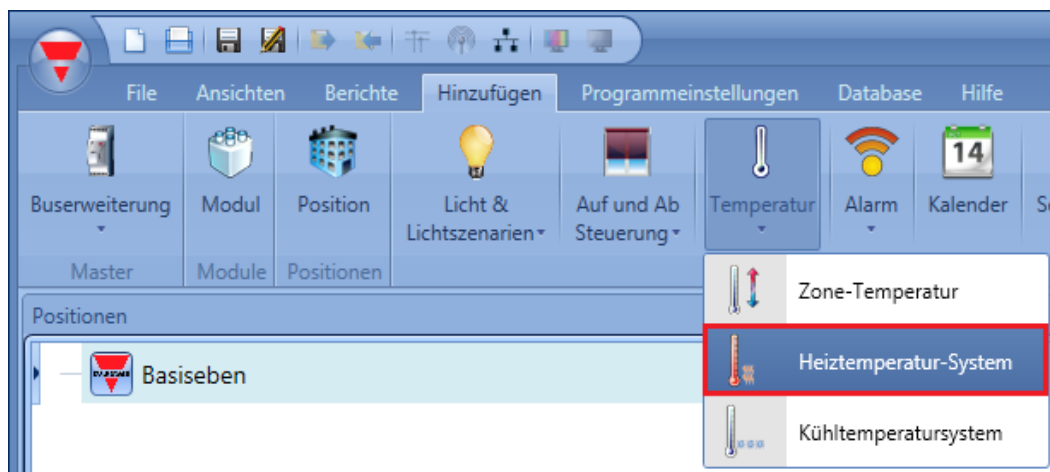 File Ansichten Berichte Hinzufügen Programmeinstellungen Database Hilfe
14
Buserweiterung Modul Position Licht & Auf und Ab Temperatur Alarm Kalender
Lichtszenarien Steuerung
Master Module Positionen
Zone-Temperatur
Positionen
Heiztemperatur-System
Basiseben
Kühltemperatursystem